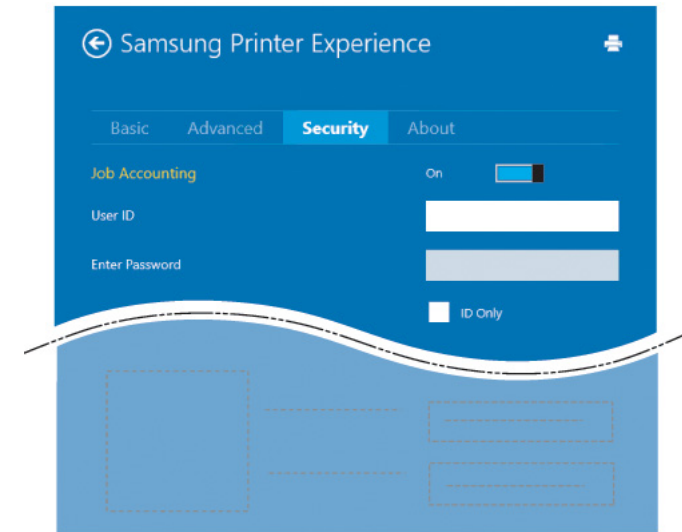 Samsung Printer Experience
Basic Advanced Security About
Job Accounting On
User ID
Enter Password
ID Only